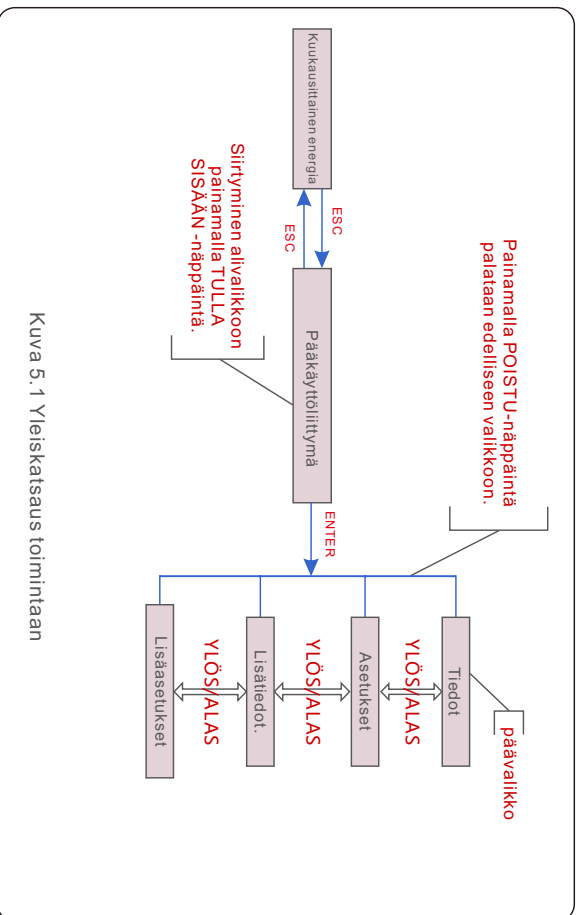 Painamalla POISTU-näppäintä
palataan edelliseen valikkoon.
päävalikko
Kuukausittainen energia
ESC
ESC
Pääkäyttöliittymä
ENTER
Tiedot
YLÖS/ALAS
Asetukset
YLÖS/ALAS
Lisätiedot.
YLÖS/ALAS
Lisäasetukset
Siirtyminen alivalikkoon
painamalla TULLA
SISÄÄN -näppäintä.
Kuva 5.1 Yleiskatsaus toimintaan